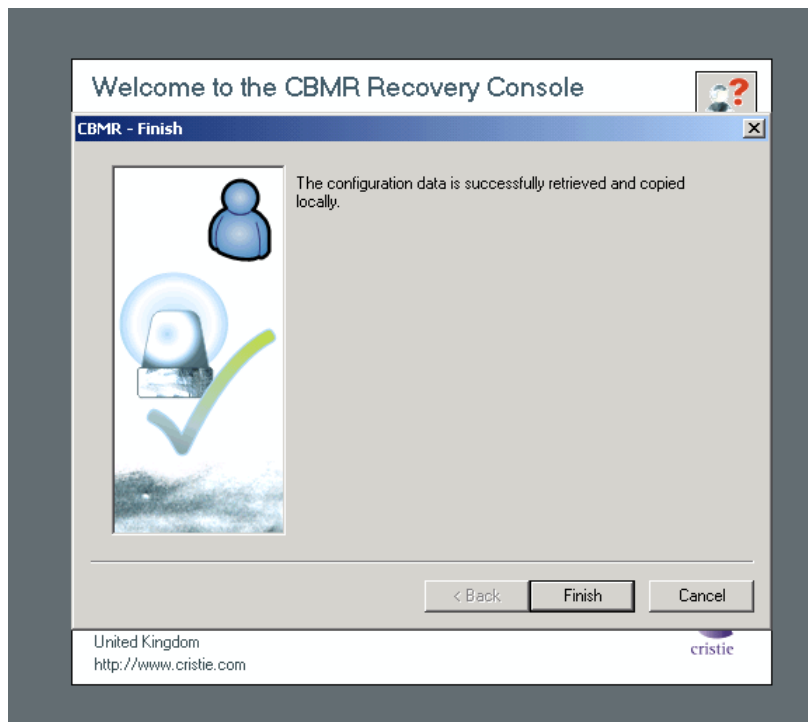 Welcome to the CBMR Recovery Console
?
CBMR - Finish
The configuration data is successfully retrieved and copied
locally.
< Back
Finish
Cancel
United Kingdom
http://www.cristie.com
cristie